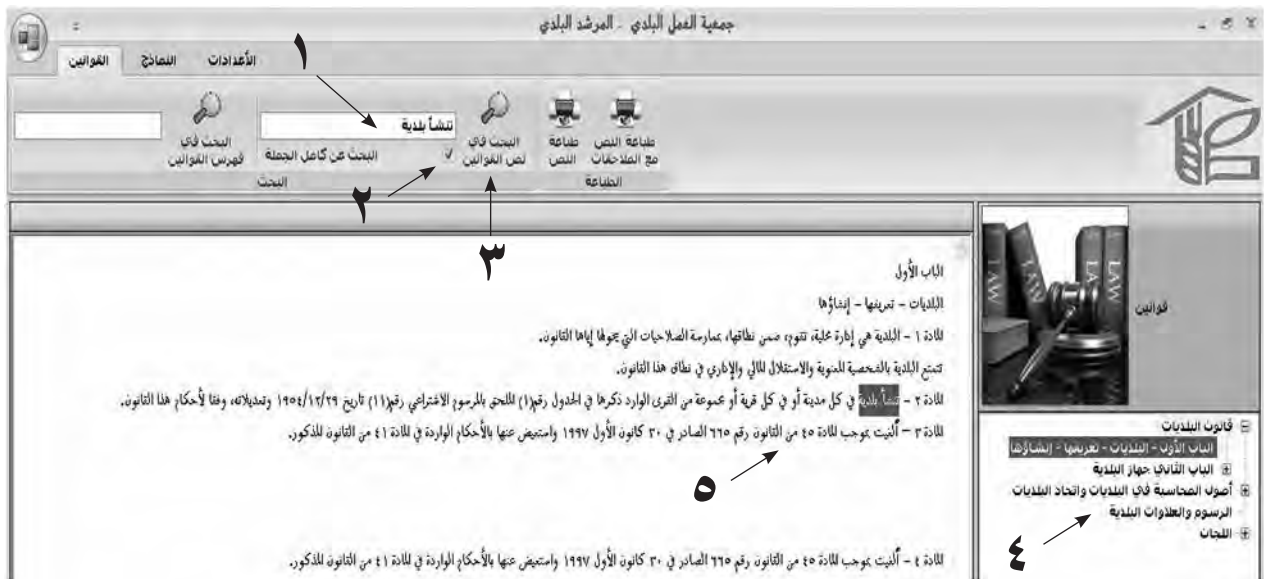 جمعية العمل البلدي - المرشد البلدي
القوانين
النماذج
الأعدادات
١
تنشأ بلدية
البحث عن كامل الجملة
البحث في
نص القوانين
البحث في
فهرس القوانين
البحث
طباعة النص
مع الملاحقات
طباعة
النص
الطباعة
٢
٣
LAW
LAW
LAW
قوانين
الباب الأول
البلديات - تعريفها - إنشاؤها
المادة ١ - البلدية هي إدارة محلية، تقوم، ضمن نطاقها، بممارسة الصلاحيات التي يخولها إياها القانون.
تتمتع البلدية بالشخصية المعنوية والاستقلال المالي والإداري في نطاق هذا القانون.
المادة ٢ - تنشأ بلدية في كل مدينة أو في كل قرية أو مجموعة من القرى الوارد ذكرها في الجدول رقم(١) الملحق بالمرسوم الاشتراعي رقم(١١) تاريخ ١٩٥٤/١٢/٢٩ وتعديلاته، وفقا لأحكام هذا القانون.
المادة ٣ - ألغيت بموجب المادة ٤٥ من القانون رقم ٦٦٥ الصادر في ٣٠ كانون الأول ١٩٩٧ واستعيض عنها بالأحكام الواردة في المادة ٤١ من القانون المذكور.
٥
المادة ٤ - ألغيت بموجب المادة ٤٥ من القانون رقم ٦٦٥ الصادر في ٣٠ كانون الأول ١٩٩٧ واستعيض عنها بالأحكام الواردة في المادة ٤١ من القانون المذكور.
قانون البلديات
الباب الأول - البلديات - تعريفها - إنشاؤها
الباب الثاني جهاز البلدية
أصول المحاسبة في البلديات واتحاد البلديات
الرسوم والعلاوات البلدية
اللجان
٤